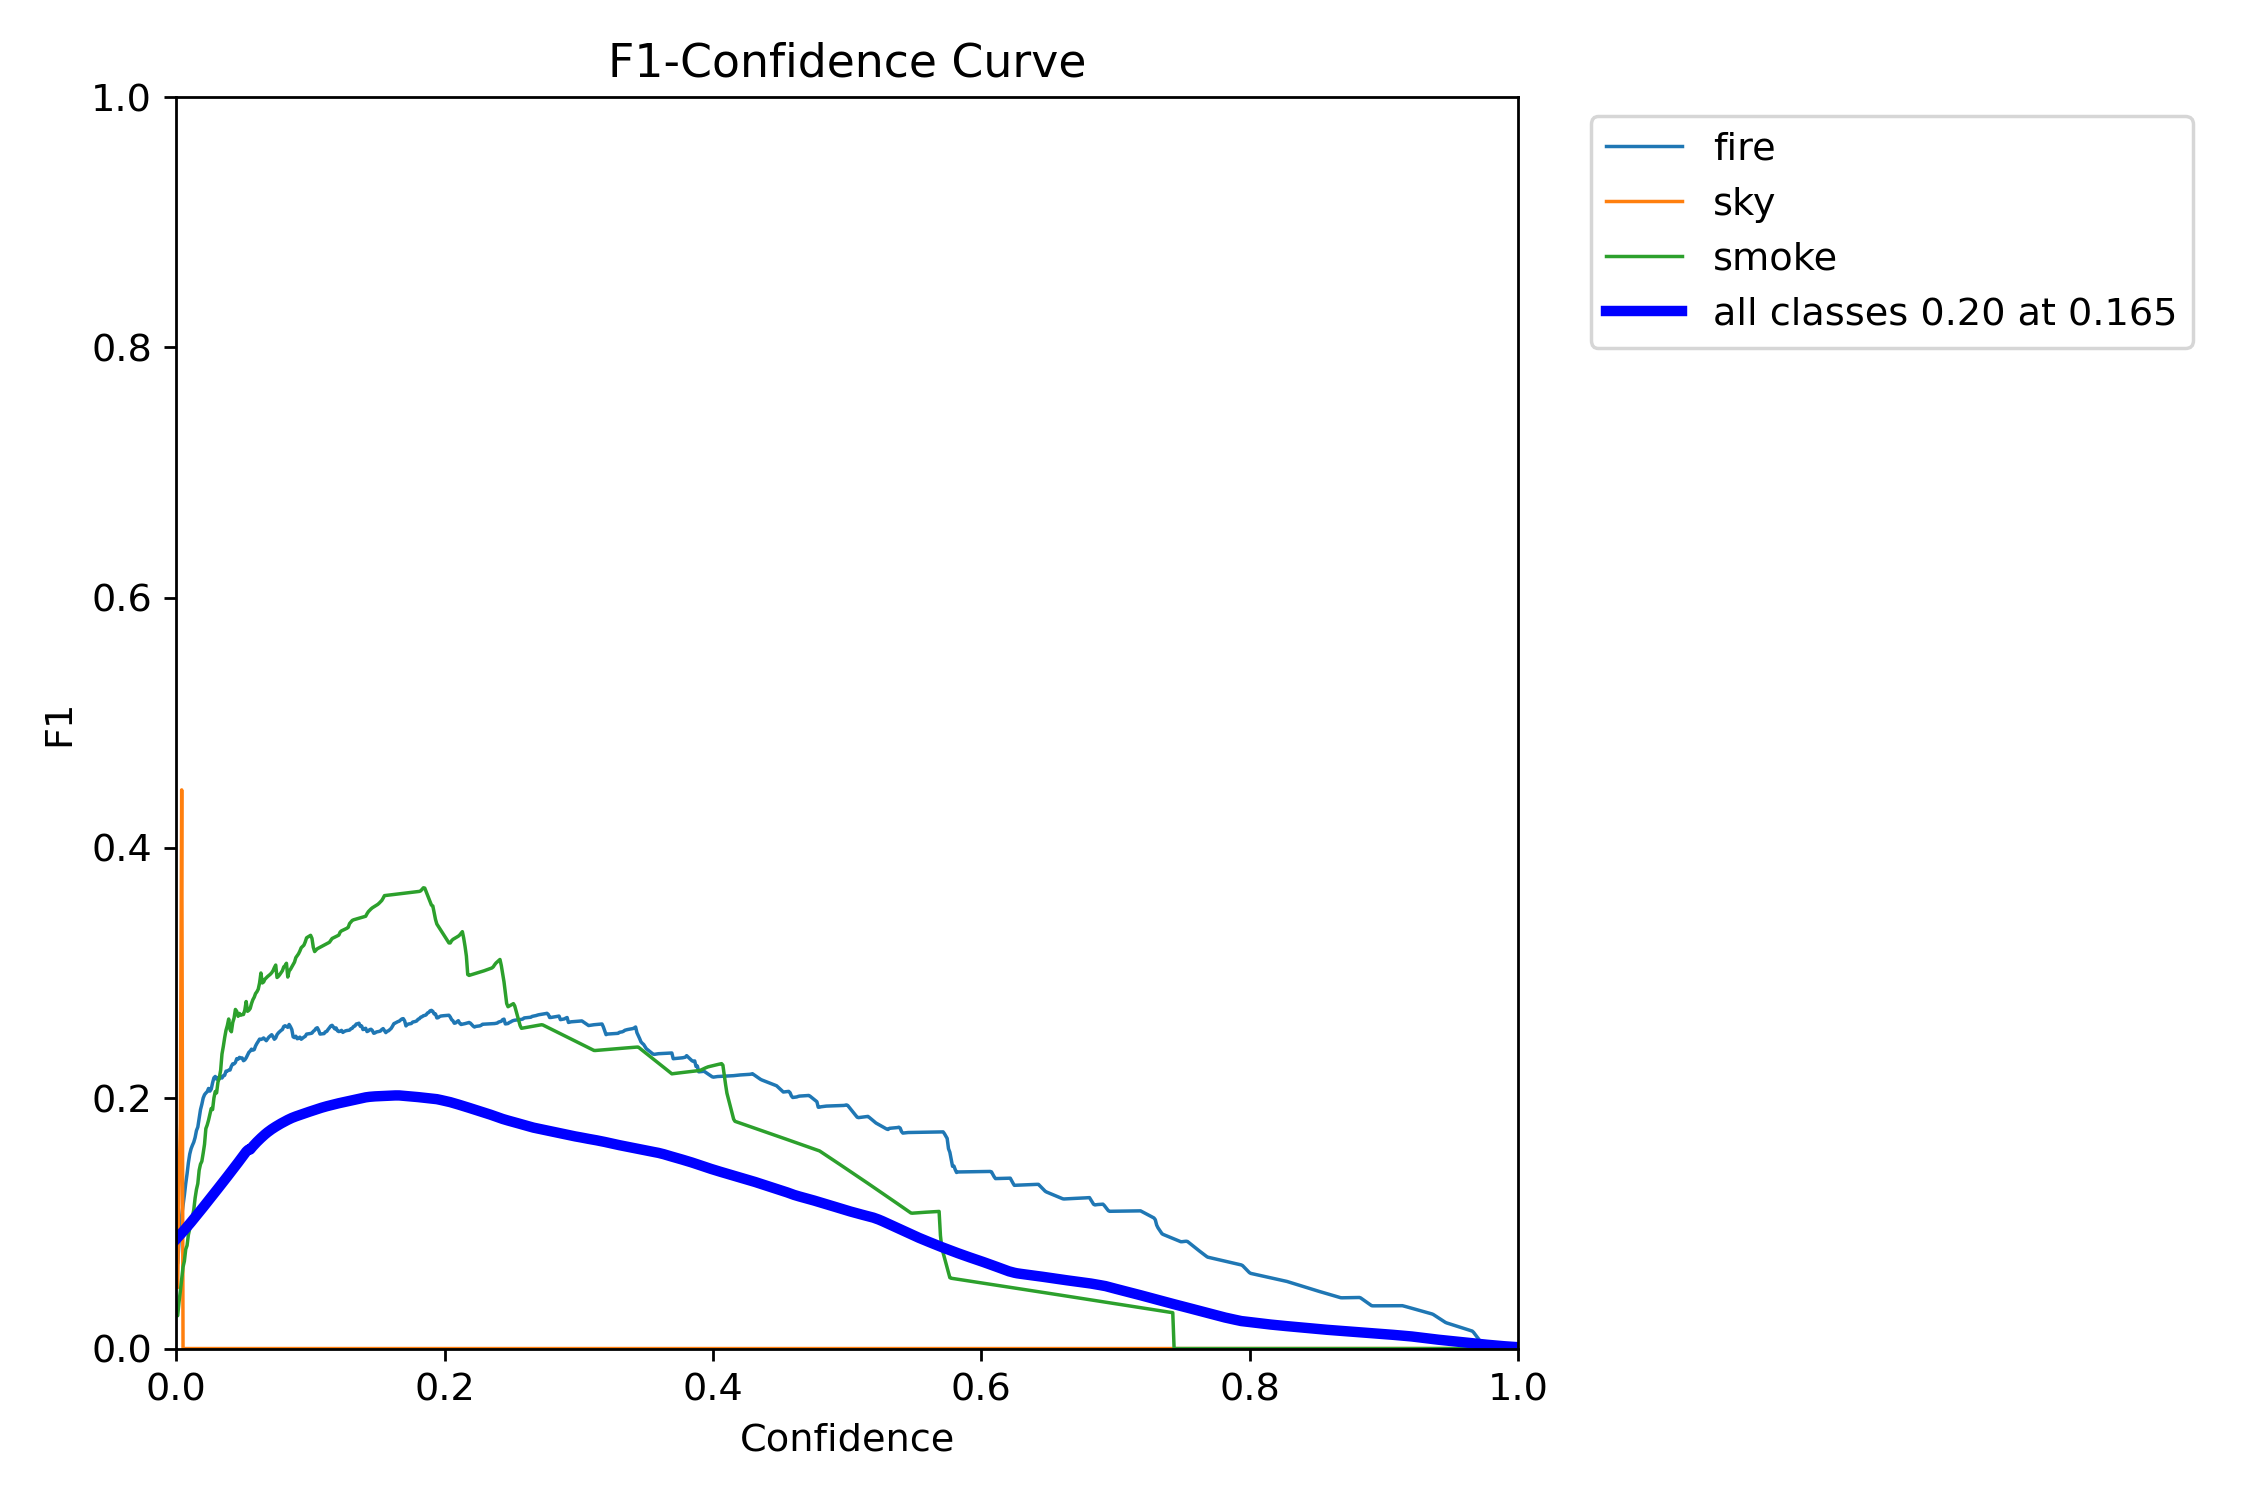 F1-Confidence Curve
1.0
0.8
0.6
0.4
0.2
0.0
F1
0.0 0.2 0.4 0.6 0.8 1.0
Confidence
fire
sky
smoke
all classes 0.20 at 0.165